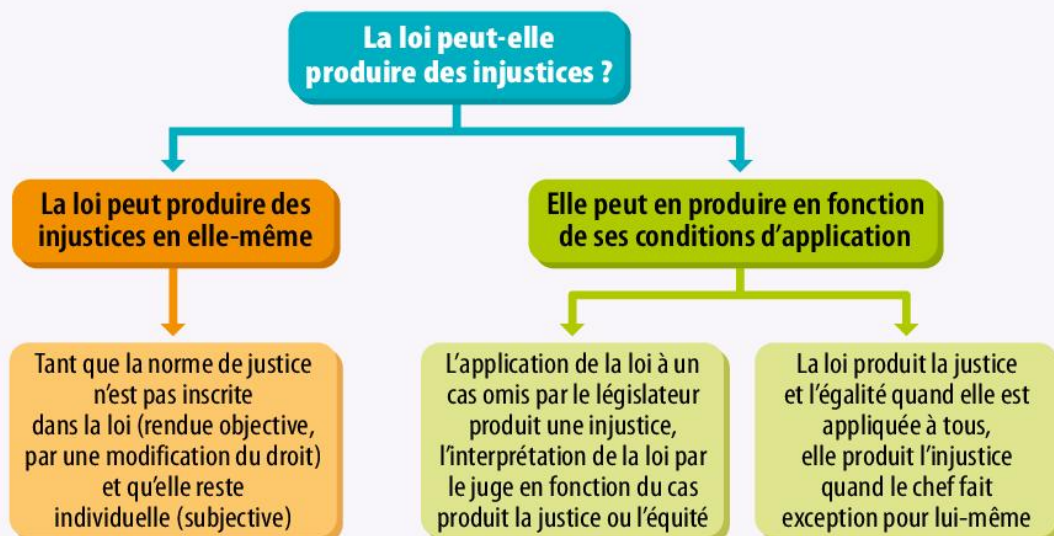 La loi peut-elle
produire des injustices ?
La loi peut produire des
injustices en elle-même
Elle peut en produire en fonction
de ses conditions d'application
Tant que la norme de justice
n'est pas inscrite
dans la loi (rendue objective,
par une modification du droit)
et qu'elle reste
individuelle (subjective)
L'application de la loi à un
cas omis par le législateur
produit une injustice,
l'interprétation de la loi par
le juge en fonction du cas
produit la justice ou l'équité
La loi produit la justice
et l'égalité quand elle est
appliquée à tous,
elle produit l'injustice
quand le chef fait
exception pour lui-même